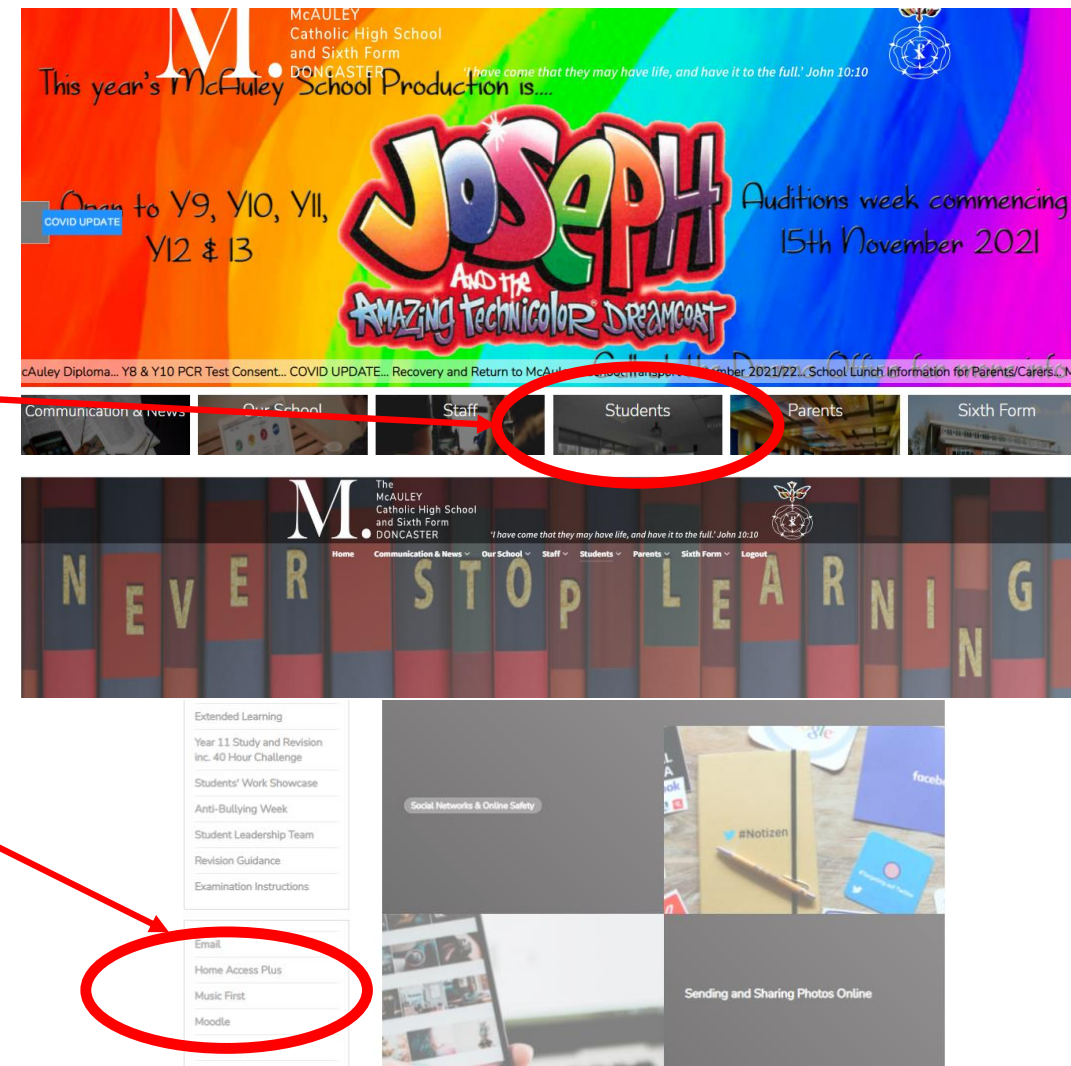 McAULEY
Catholic High School
and Sixth Form
M. DONCASTER
'I have come that they may have life, and have it to the full.' John 10:10
This year's McAuley School Production is....
JOSEPH
AND THE
AMAZING TECHNICOLOR DREAMCOAT
Open to Y9, Y10, Y11,
Y12 & 13
COVID UPDATE
Auditions week commencing
15th November 2021
cAuley Diploma... Y8 & Y10 PCR Test Consent... COVID UPDATE... Recovery and Return to 2021/22... School Lunch Information for Parents/Carers...
Communication & News
Our School
Staff
Students
Parents
Sixth Form
M. The
McAULEY
Catholic High School
and Sixth Form
DONCASTER
'I have come that they may have life, and have it to the full.' John 10:10
Home Communication & News Our School Staff Students Parents Sixth Form Logout
NEVER STOP LEARNING
Extended Learning
Year 11 Study and Revision
inc. 40 Hour Challenge
Students' Work Showcase
Anti-Bullying Week
Student Leadership Team
Revision Guidance
Examination Instructions
Email
Home Access Plus
Music First
Moodle
Social Networks & Online Safety
#Notizen
Sending and Sharing Photos Online